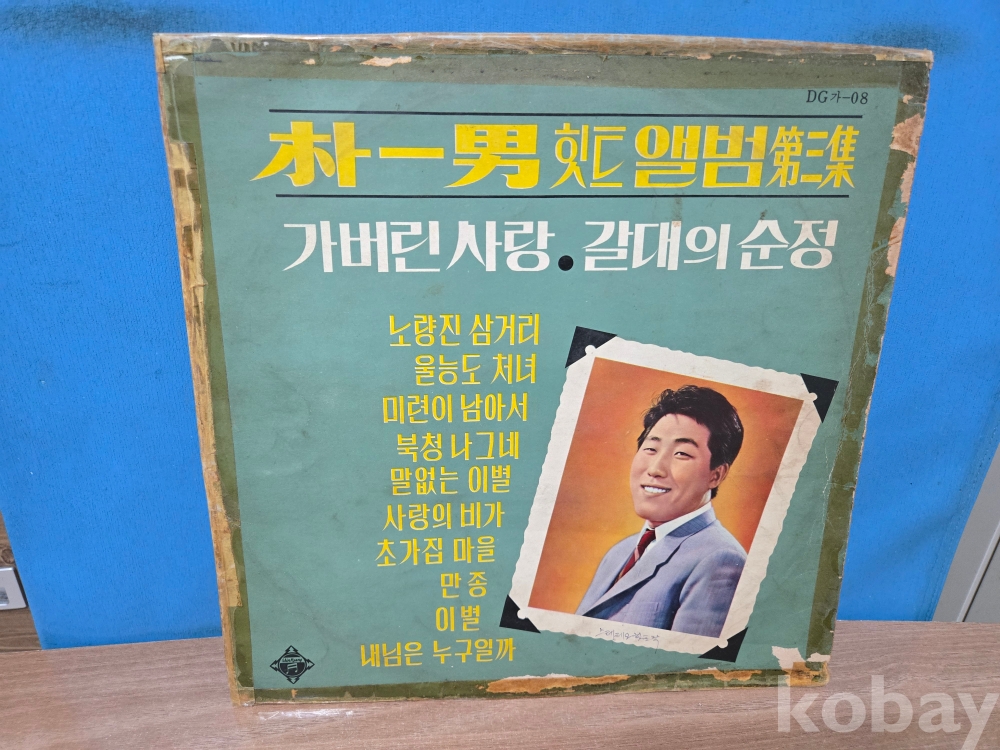 DG가-08
朴一男 힛트 앨범 第三集
가버린 사랑 · 갈대의 순정
노량진 삼거리
울능도 처녀
미련이 남아서
북청 나그네
말없는 이별
사랑의 비가
초가집 마을
만종
이별
내님은 누구일까
kobay